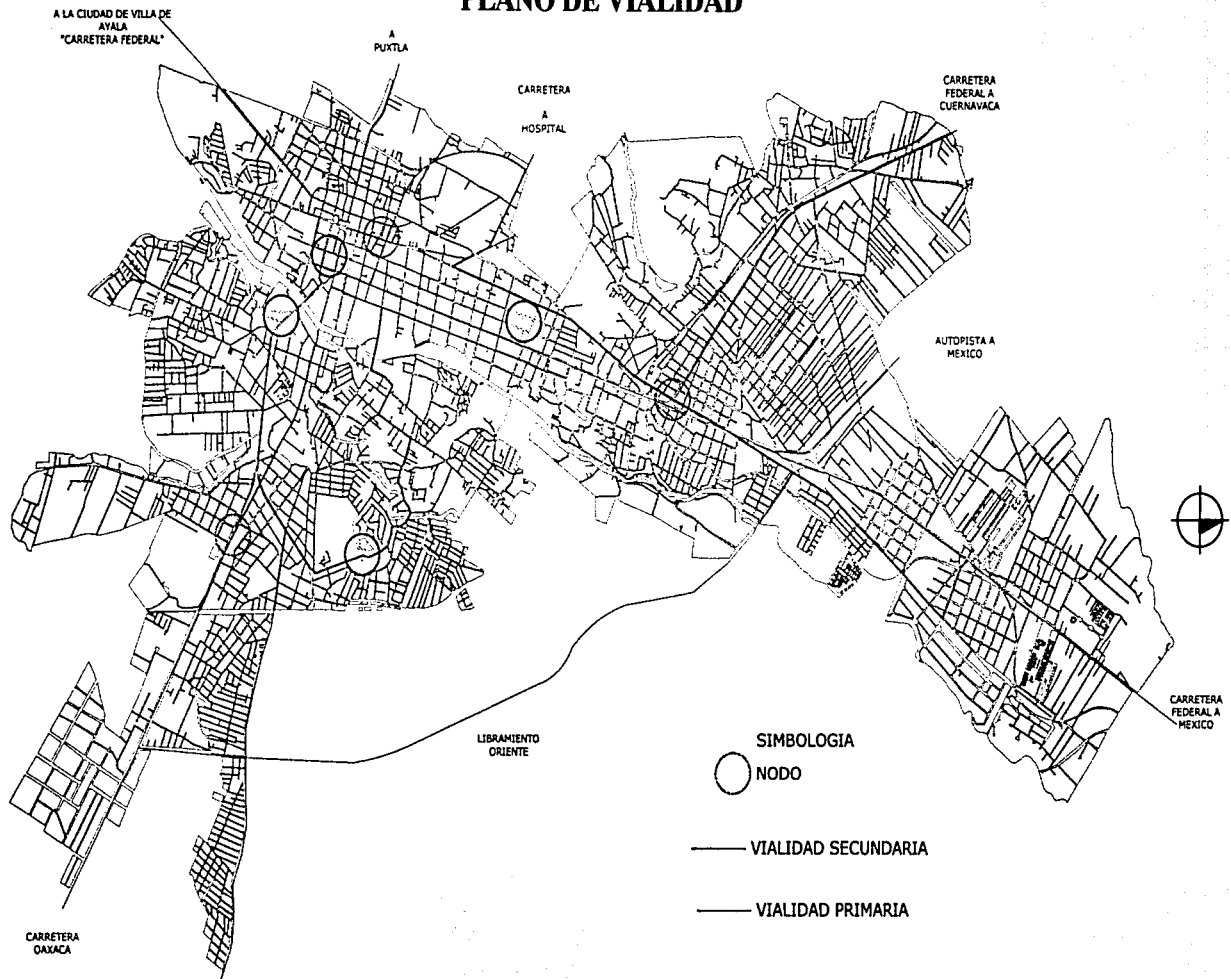 PLANO DE VIALIDAD
A LA CIUDAD DE VILLA DE
AYALA
"CARRETERA FEDERAL"
A
PUXTLA
CARRETERA
A
HOSPITAL
CARRETERA
FEDERAL A
CUERNAVACA
AUTOPISTA A
MEXICO
CARRETERA
FEDERAL A
MEXICO
LIBRAMIENTO
ORIENTE
SIMBOLOGIA
NODO
VIALIDAD SECUNDARIA
VIALIDAD PRIMARIA
CARRETERA
OAXACA